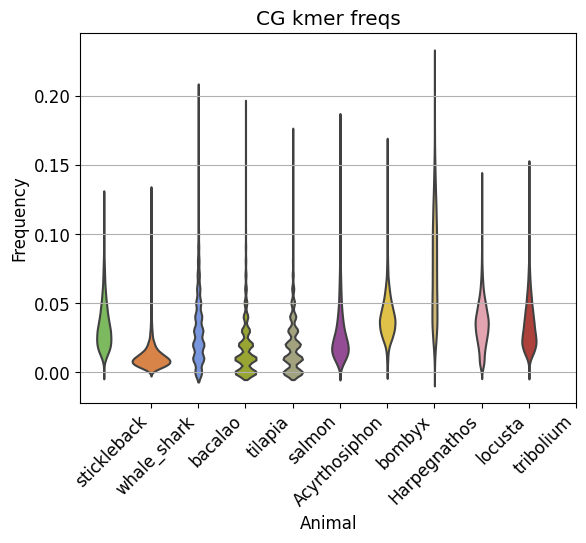 CG kmer freqs
Frequency
0.20
0.15
0.10
0.05
0.00
stickleback
whale_shark
bacalao
tilapia
salmon
Acyrthosiphon
bombyx
Harpegnathos
locusta
tribolium
Animal